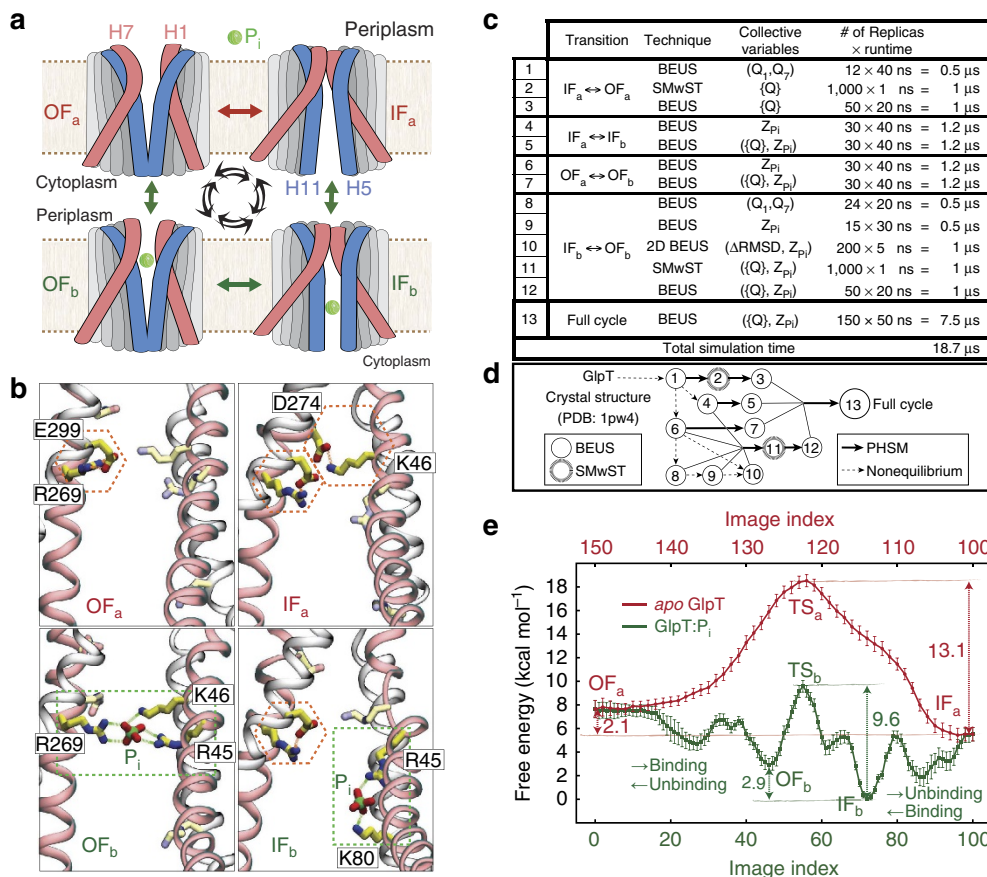 a
H7 H1
Pi
Periplasm
OFa
IFa
Cytoplasm
H11 H5
Periplasm
OFb
IFb
Cytoplasm
b
E299
R269
OFa
D274
K46
IFa
K46
R269
Pi
R45
OFb
R45
Pi
K80
IFb
c
Transition Technique Collective variables # of Replicas × runtime
1 BEUS (Q1,Q7) 12 × 40 ns = 0.5 μs
2 IFa ↔ OFa SMwST {Q} 1,000 × 1 ns = 1 μs
3 BEUS {Q} 50 × 20 ns = 1 μs
4 IFa ↔ IFb BEUS ZPi 30 × 40 ns = 1.2 μs
5 BEUS ({Q}, ZPi) 30 × 40 ns = 1.2 μs
6 OFa ↔ OFb BEUS ZPi 30 × 40 ns = 1.2 μs
7 BEUS ({Q}, ZPi) 30 × 40 ns = 1.2 μs
8 BEUS (Q1,Q7) 24 × 20 ns = 0.5 μs
9 BEUS ZPi 15 × 30 ns = 0.5 μs
10 IFb ↔ OFb 2D BEUS (ΔRMSD, ZPi) 200 × 5 ns = 1 μs
11 SMwST ({Q}, ZPi) 1,000 × 1 ns = 1 μs
12 BEUS ({Q}, ZPi) 50 × 20 ns = 1 μs
13 Full cycle BEUS ({Q}, ZPi) 150 × 50 ns = 7.5 μs
Total simulation time 18.7 μs
d
GlpT
Crystal structure
(PDB: 1pw4)
1 2 3
4 5
6 7
8 9 10
11 12
13 Full cycle
BEUS
SMwST
PHSM
Nonequilibrium
e
Image index
150 140 130 120 110 100
Free energy (kcal mol−1)
18
16
14
12
10
8
6
4
2
0
apo GlpT
GlpT:Pi
TSa
13.1
OFa
2.1
TSb
IFa
9.6
→Binding
←Unbinding
2.9
OFb
IFb
→Unbinding
←Binding
0 20 40 60 80 100
Image index